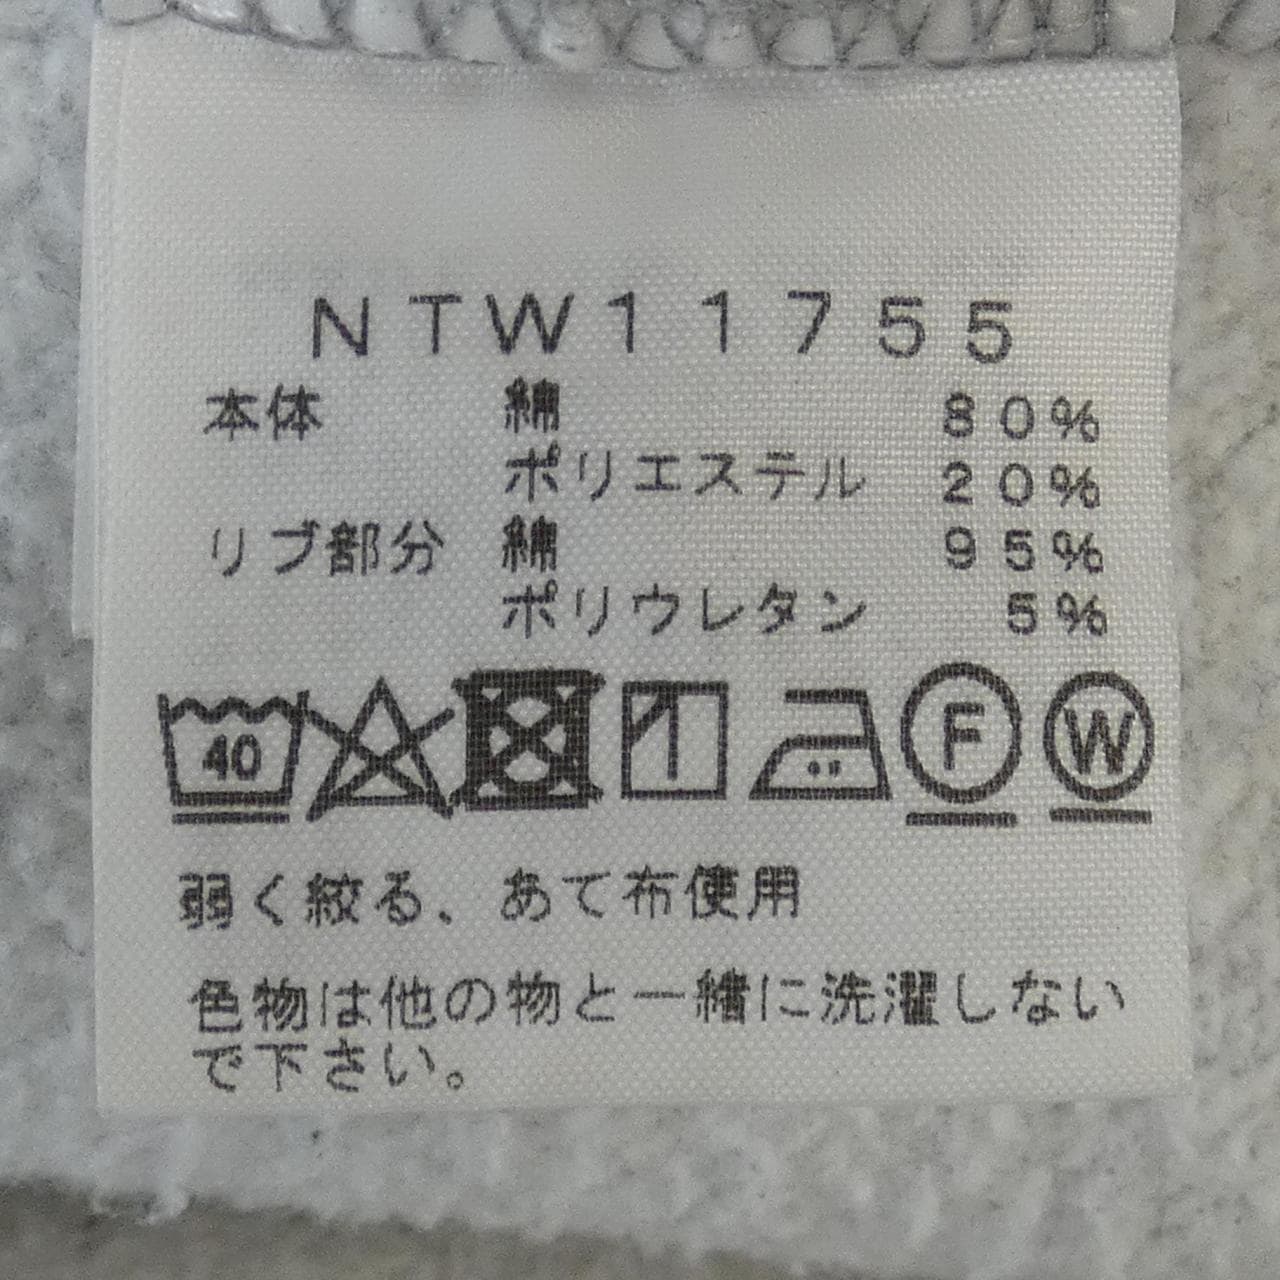 NTW11755
本体 綿 80%
ポリエステル 20%
リブ部分 綿 95%
ポリウレタン 5%
40 F W
弱く絞る、あて布使用
色物は他の物と一緒に洗濯しない
で下さい。